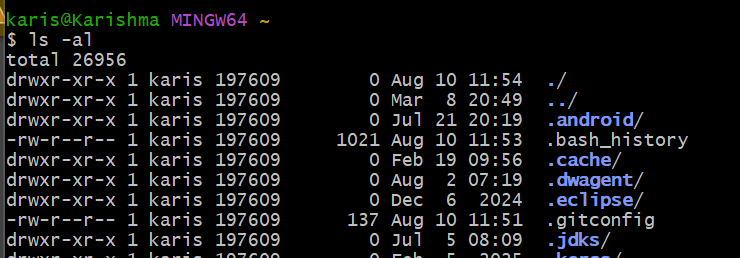 karis@Karishma MINGW64 ~
$ ls -al
total 26956
drwxr-xr-x 1 karis 197609       0 Aug 10 11:54  ./
drwxr-xr-x 1 karis 197609       0 Mar  8 20:49  ../
drwxr-xr-x 1 karis 197609       0 Jul 21 20:19  .android/
-rw-r--r-- 1 karis 197609    1021 Aug 10 11:53  .bash_history
drwxr-xr-x 1 karis 197609       0 Feb 19 09:56  .cache/
drwxr-xr-x 1 karis 197609       0 Aug  2 07:19  .dwagent/
drwxr-xr-x 1 karis 197609       0 Dec  6  2024  .eclipse/
-rw-r--r-- 1 karis 197609     137 Aug 10 11:51  .gitconfig
drwxr-xr-x 1 karis 197609       0 Jul  5 08:09  .jdks/